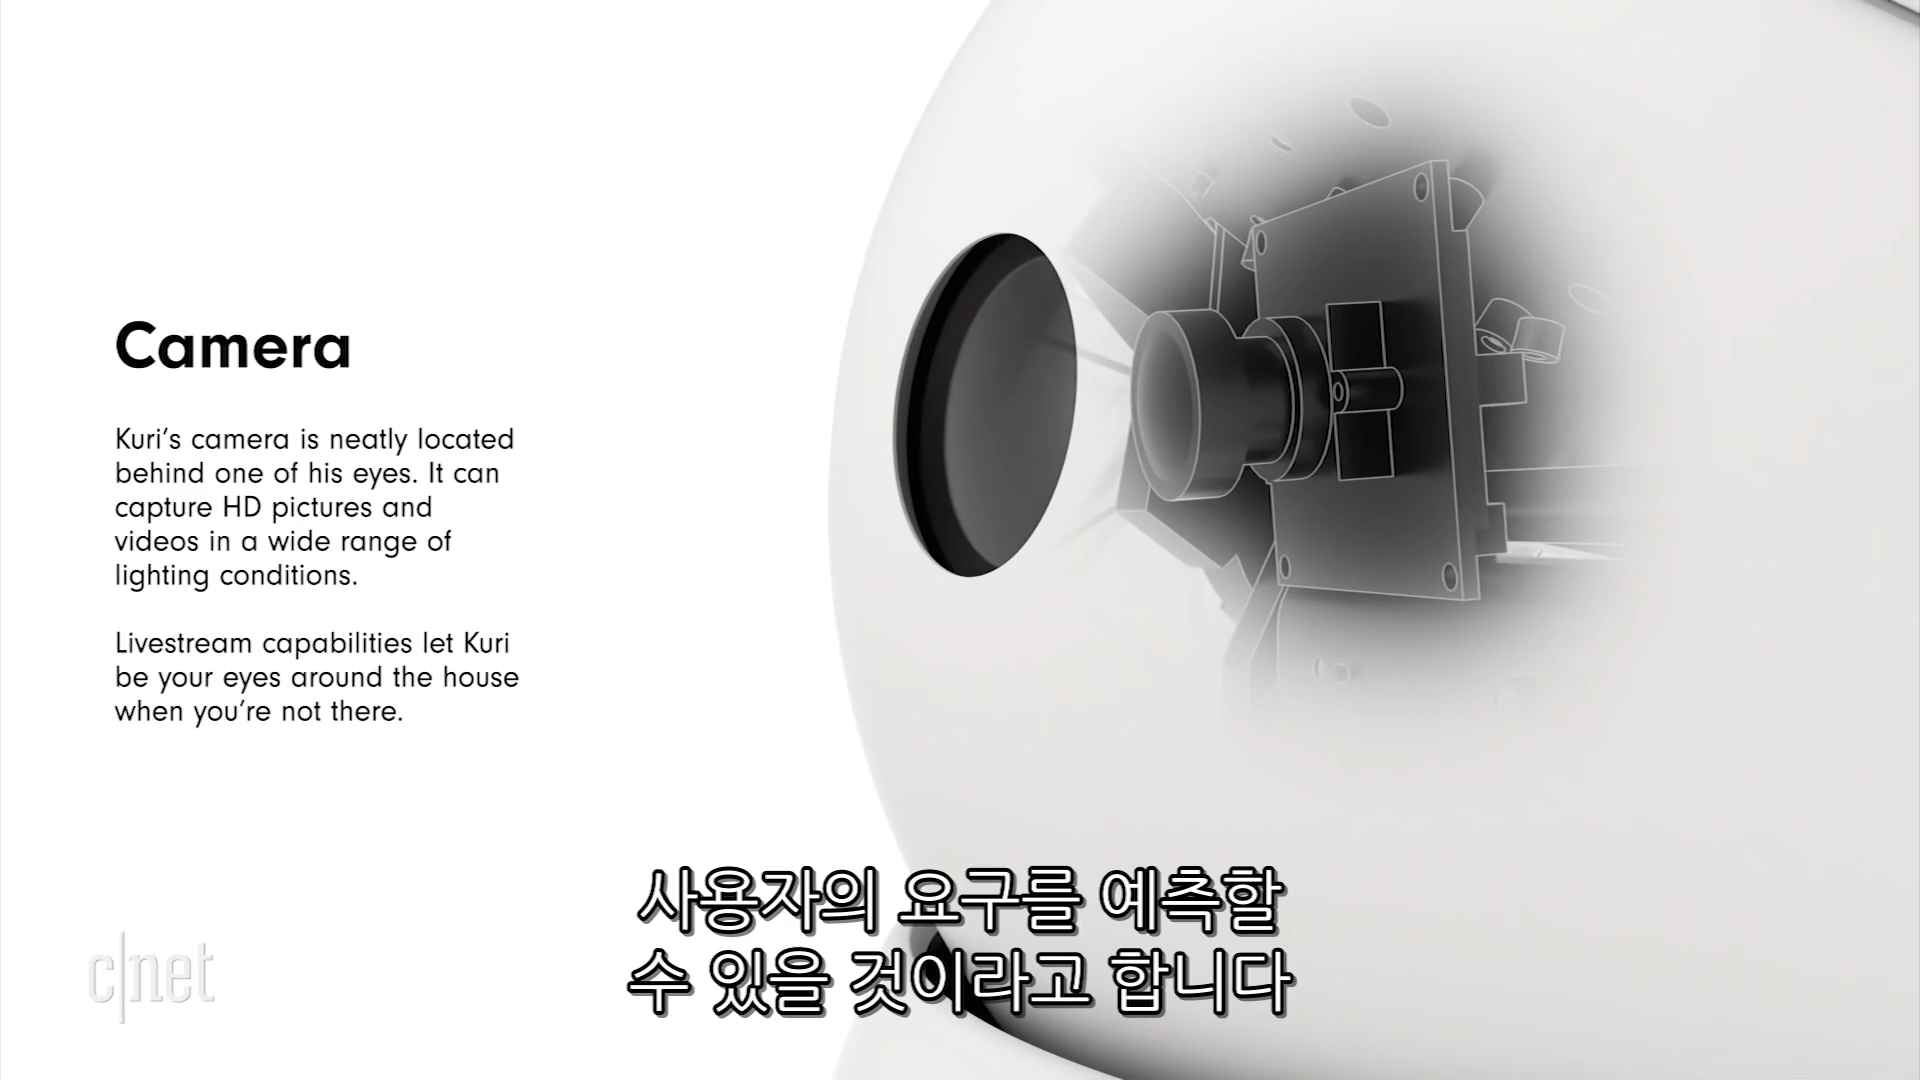 Camera
Kuri’s camera is neatly located
behind one of his eyes. It can
capture HD pictures and
videos in a wide range of
lighting conditions.
Livestream capabilities let Kuri
be your eyes around the house
when you’re not there.
사용자의 요구를 예측할
수 있을 것이라고 합니다
c|net